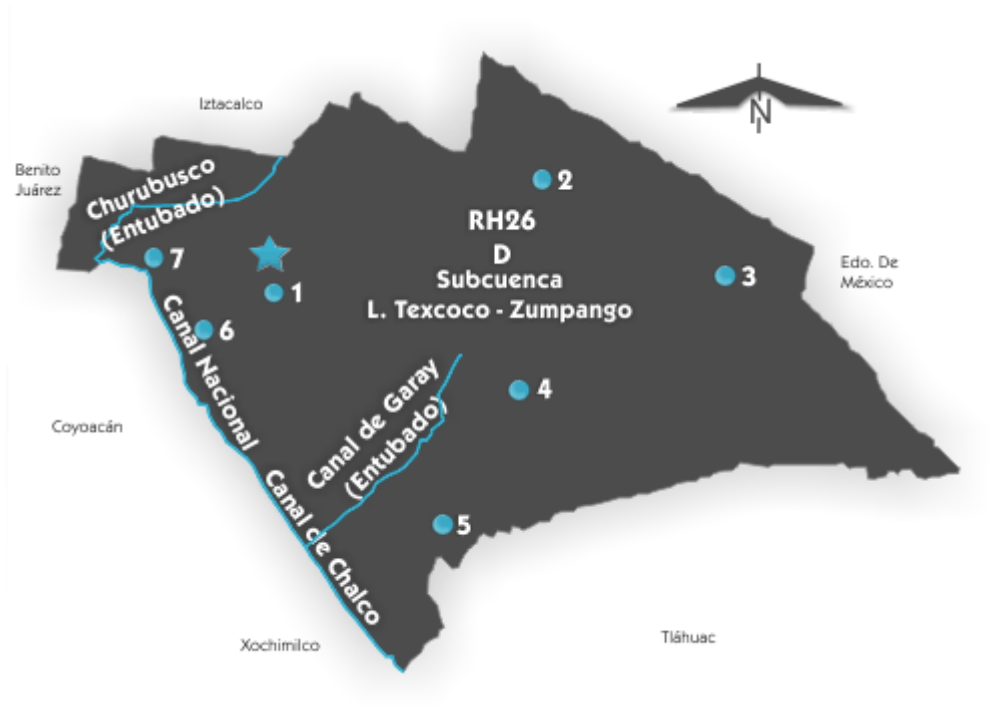 Iztacalco
N
Benito
Juárez
Churubusco
(Entubado)
2
RH26
D
Subcuenca
L. Texcoco - Zumpango
7
1
3
Edo. De
México
6
Canal Nacional
4
Canal de Garay
(Entubado)
Coyoacán
Canal de Chalco
5
Xochimilco
Tláhuac